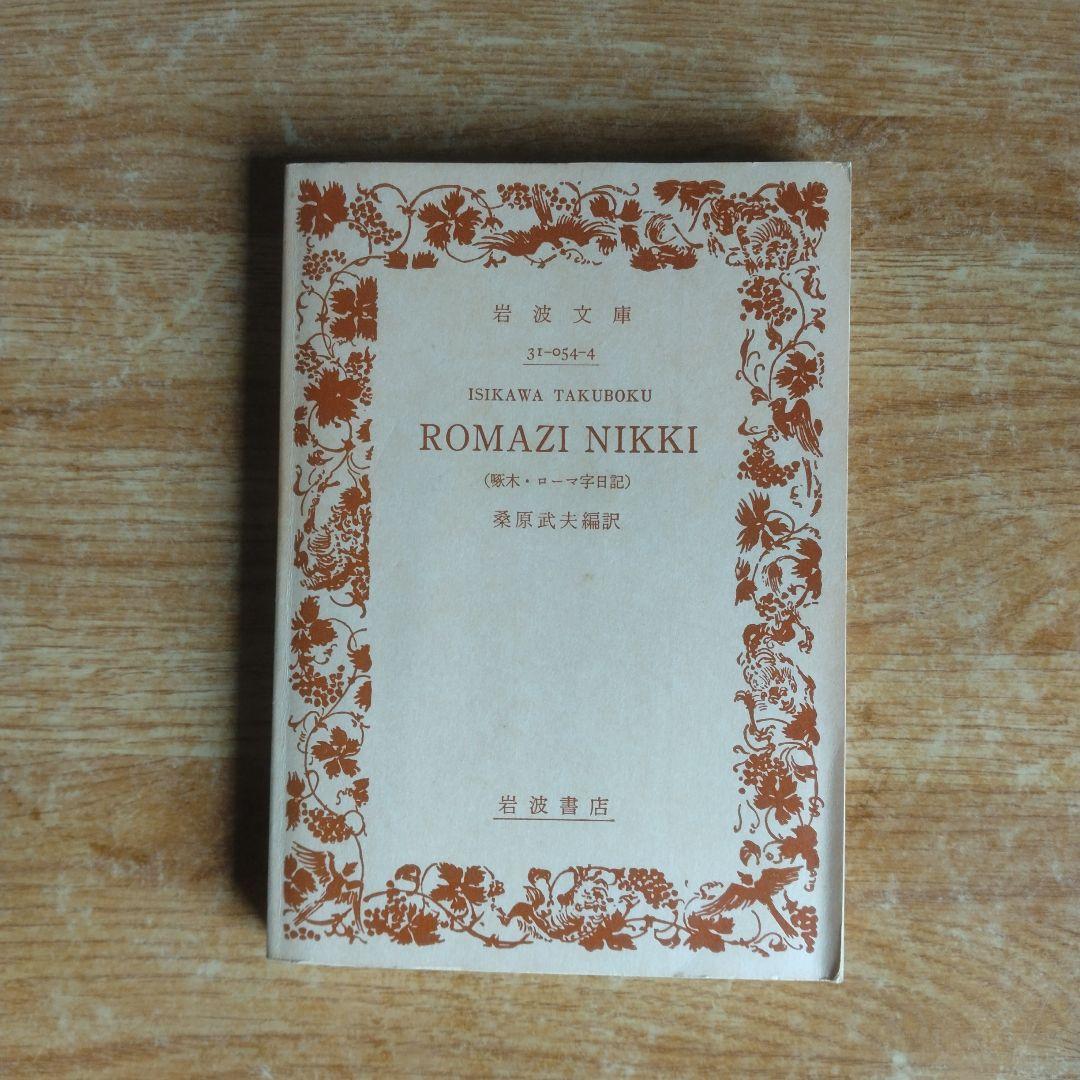 岩波文庫
31-054-4
ISIKAWA TAKUBOKU
ROMAZI NIKKI
(啄木・ローマ字日記)
桑原武夫編訳
岩波書店